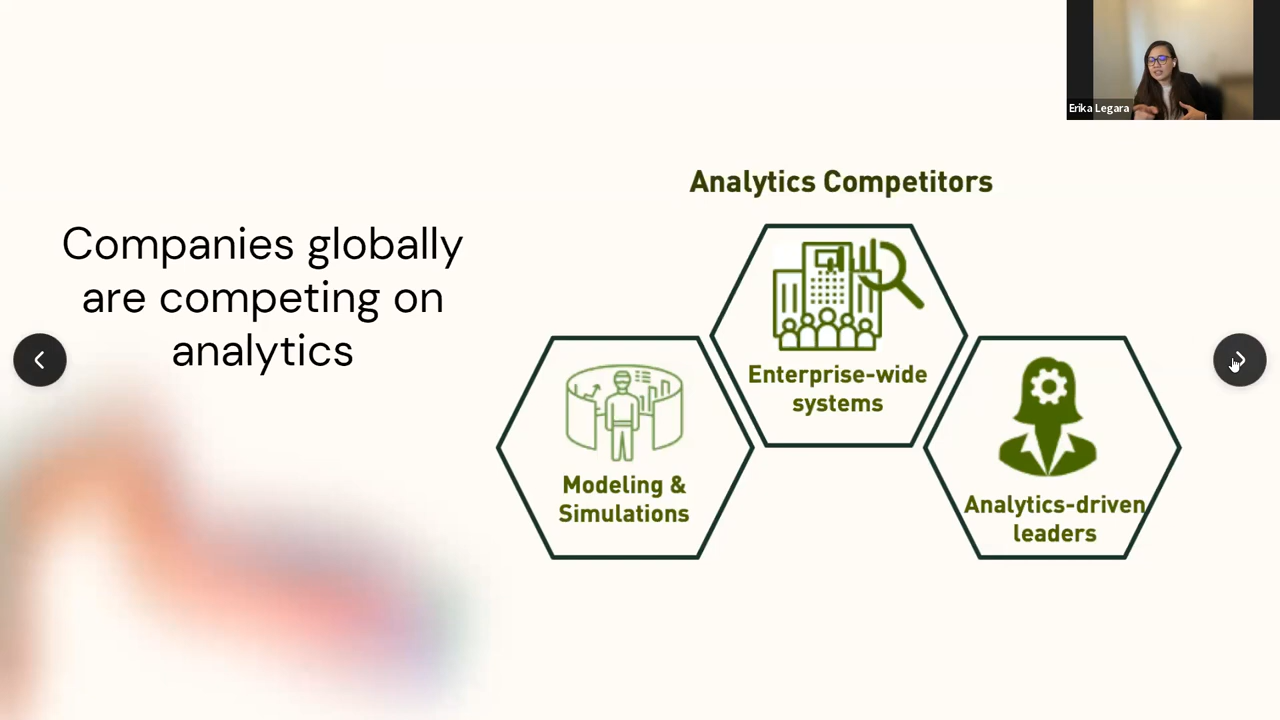 Erika Legara
Companies globally
are competing on
analytics
Analytics Competitors
Enterprise-wide
systems
Modeling &
Simulations
Analytics-driven
leaders